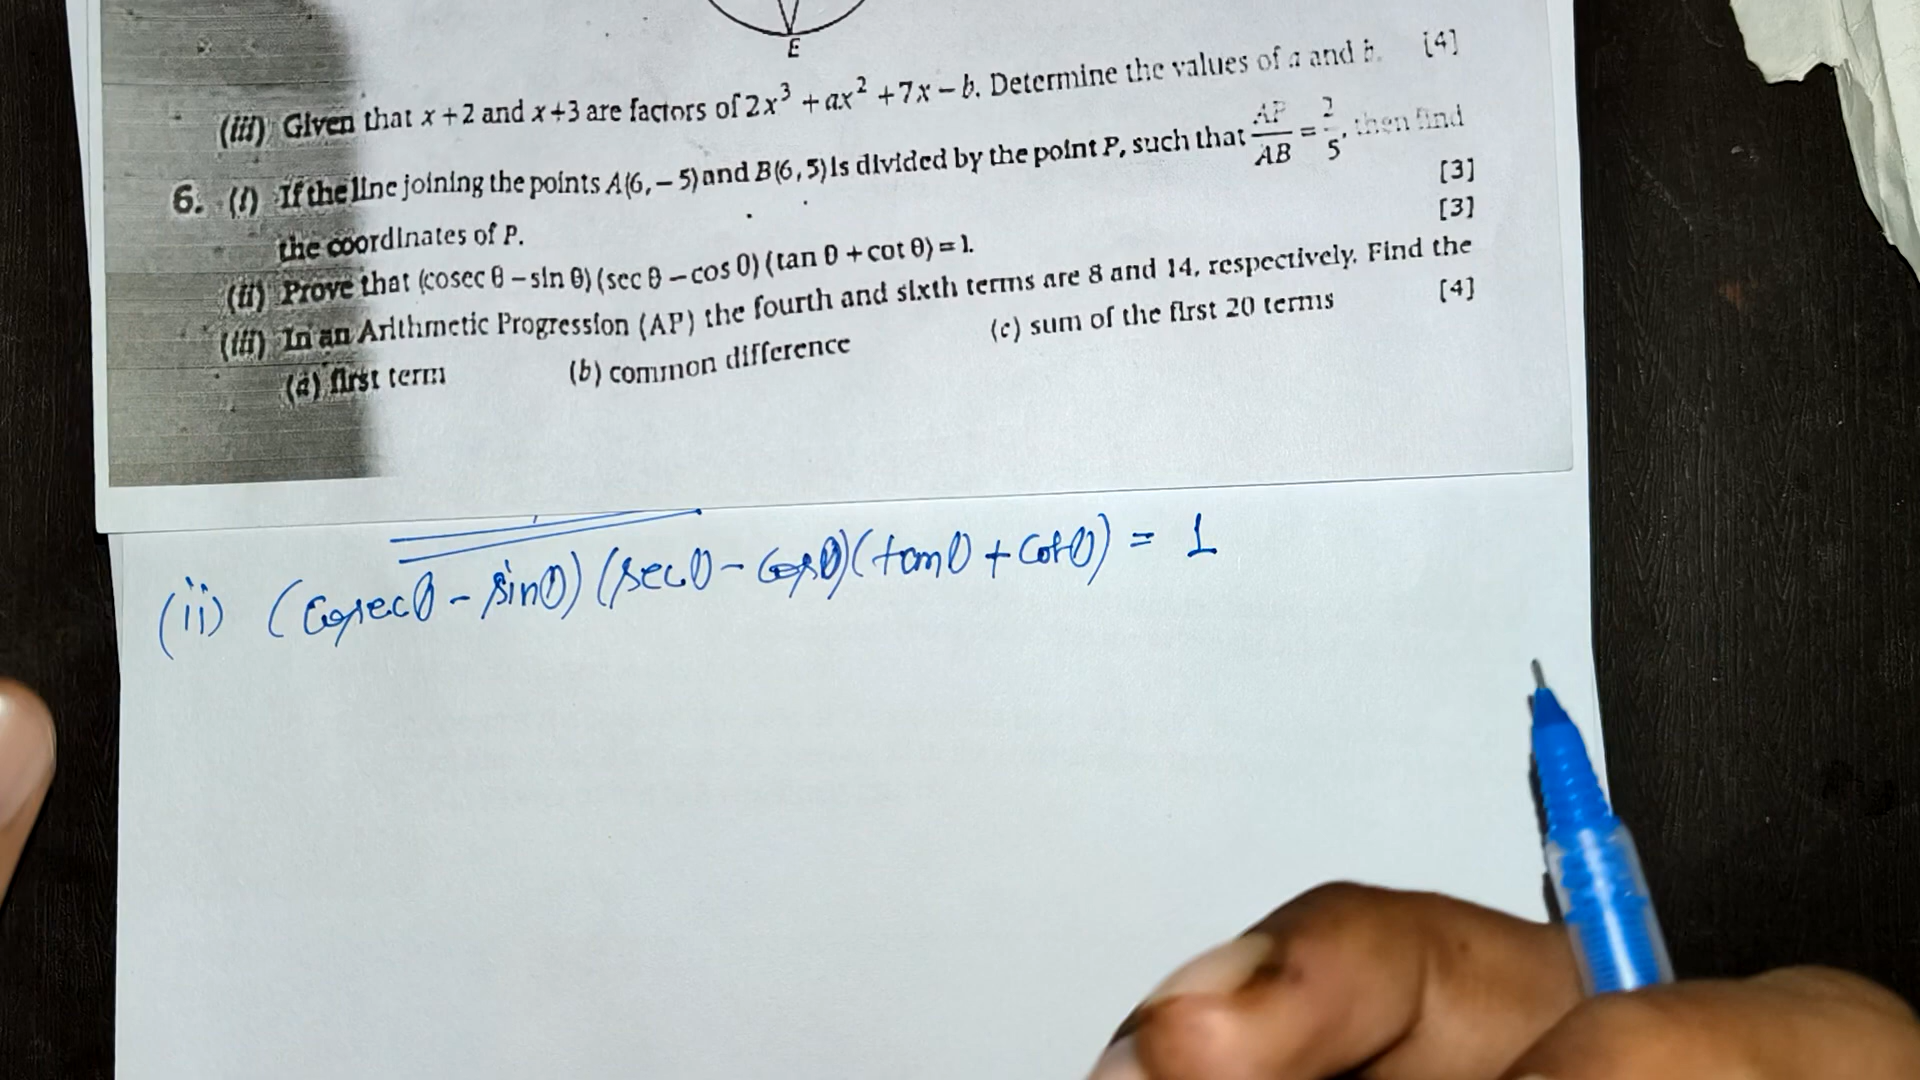 E
(iii) Given that x + 2 and x + 3 are factors of 2x³ + ax² + 7x − b. Determine the values of a and b. [4]
6. (i) If the line joining the points A(6, − 5) and B(6, 5) is divided by the point P, such that AP/AB = 2/5, then find
the coordinates of P. [3]
(ii) Prove that (cosec θ − sin θ) (sec θ − cos θ) (tan θ + cot θ) = 1. [3]
(iii) In an Arithmetic Progression (AP) the fourth and sixth terms are 8 and 14, respectively. Find the
(a) first term (b) common difference (c) sum of the first 20 terms [4]
(ii) (cosecθ − sinθ) (secθ − cosθ) (tanθ + cotθ) = 1